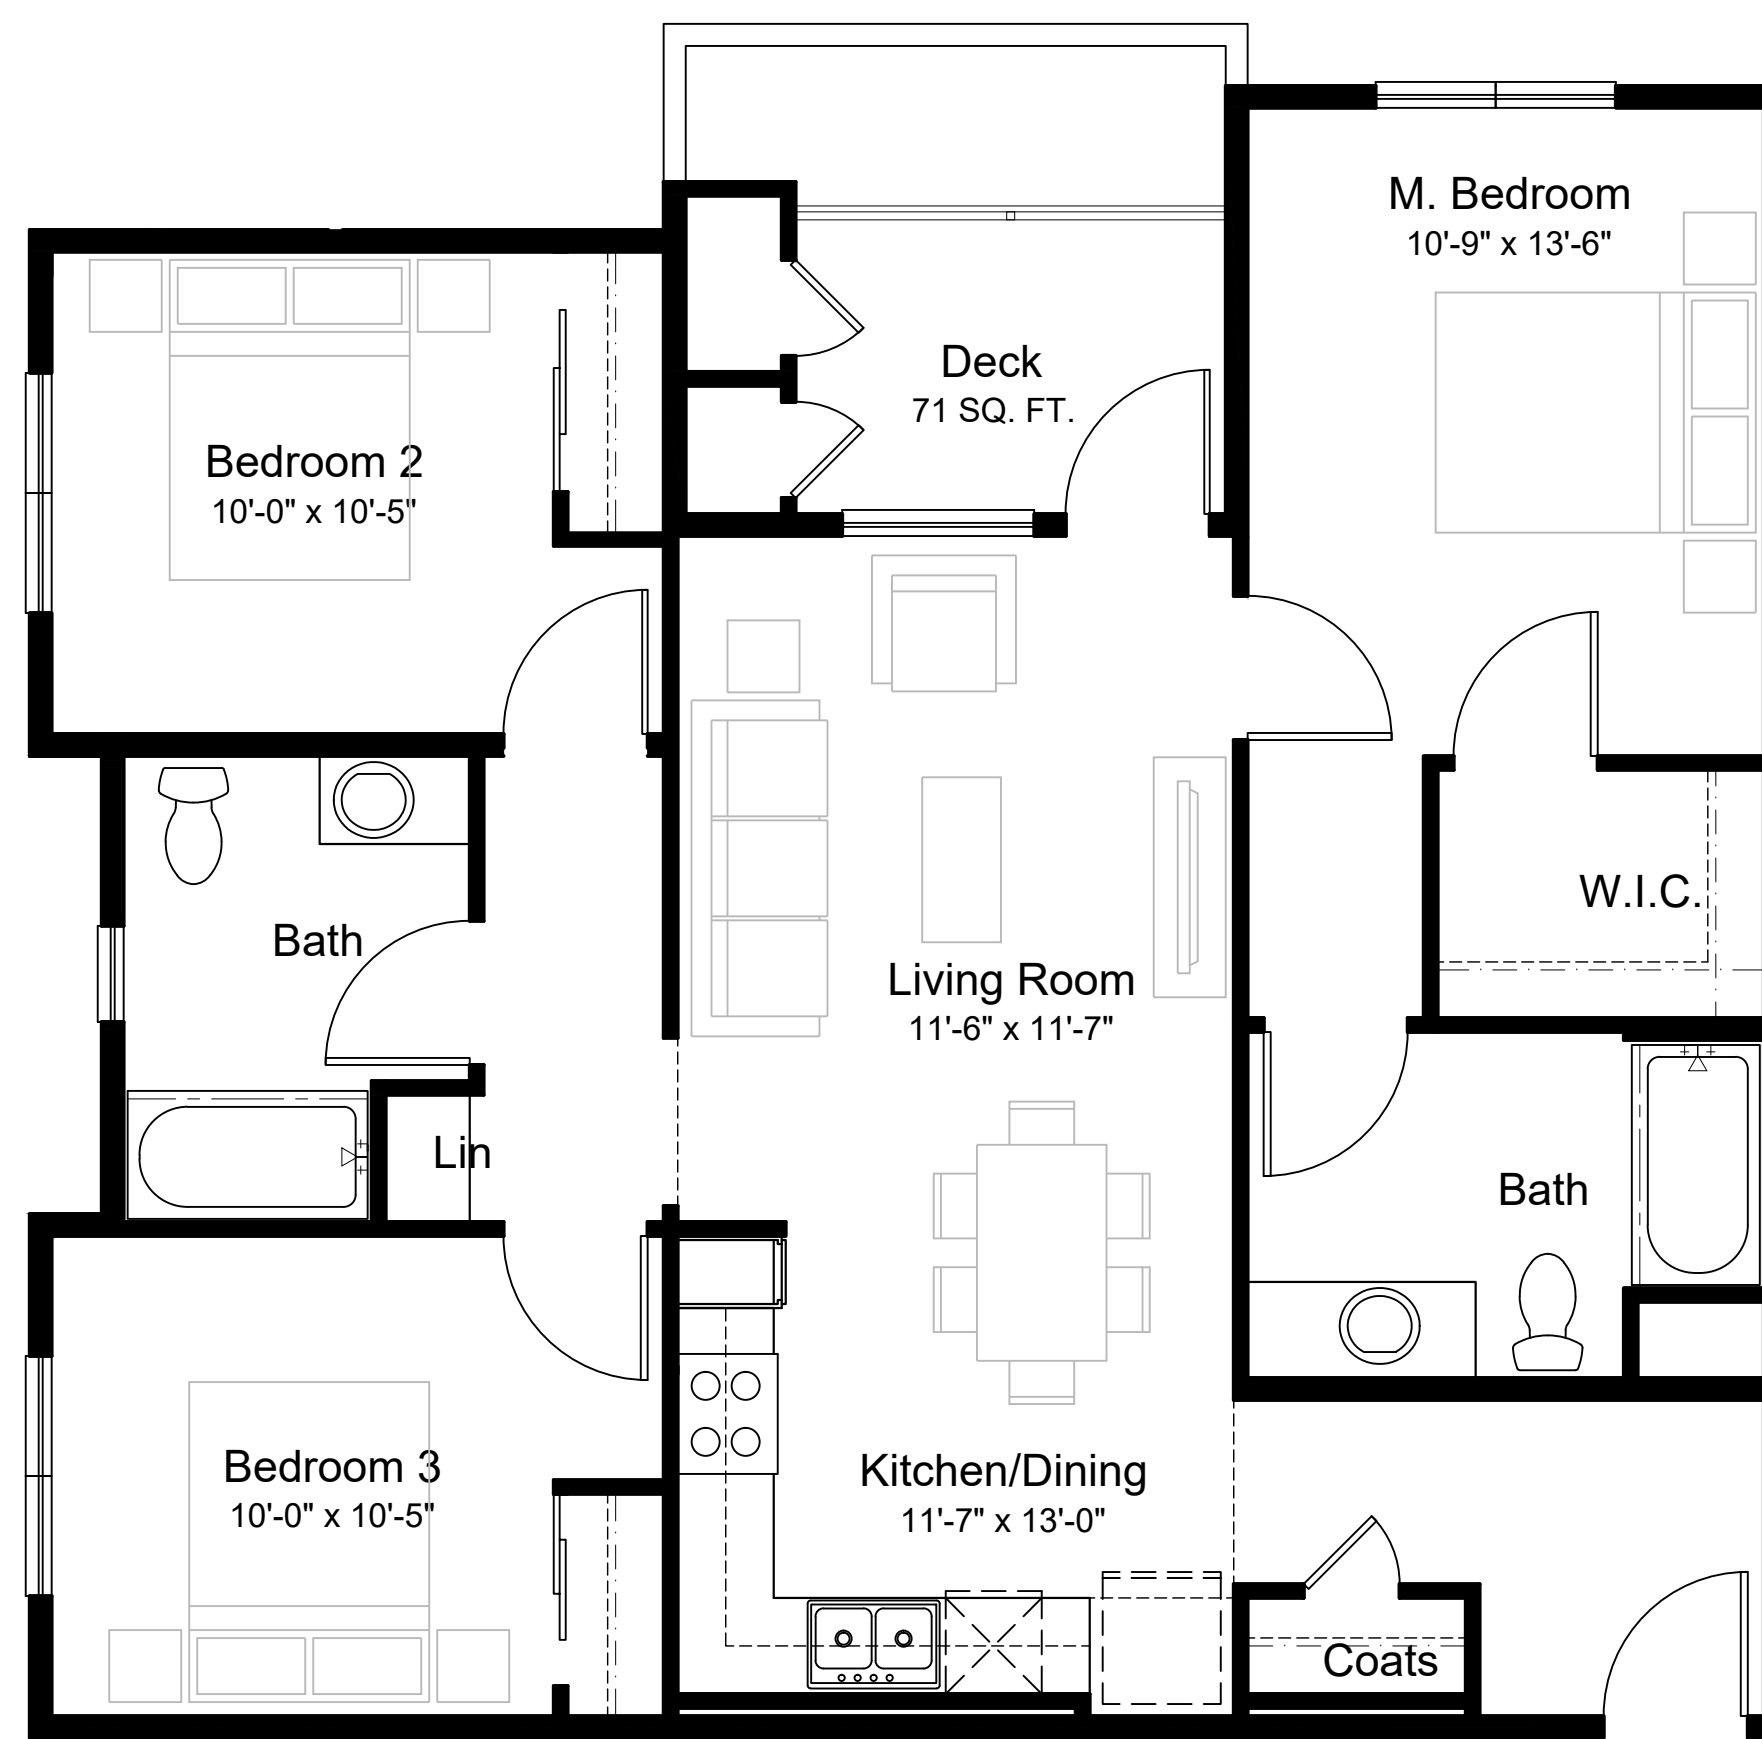 M. Bedroom
10'-9" x 13'-6"
Deck
71 SQ. FT.
Bedroom 2
10'-0" x 10'-5"
W.I.C.
Bath
Living Room
11'-6" x 11'-7"
Lin
Bath
Bedroom 3
10'-0" x 10'-5"
Kitchen/Dining
11'-7" x 13'-0"
Coats